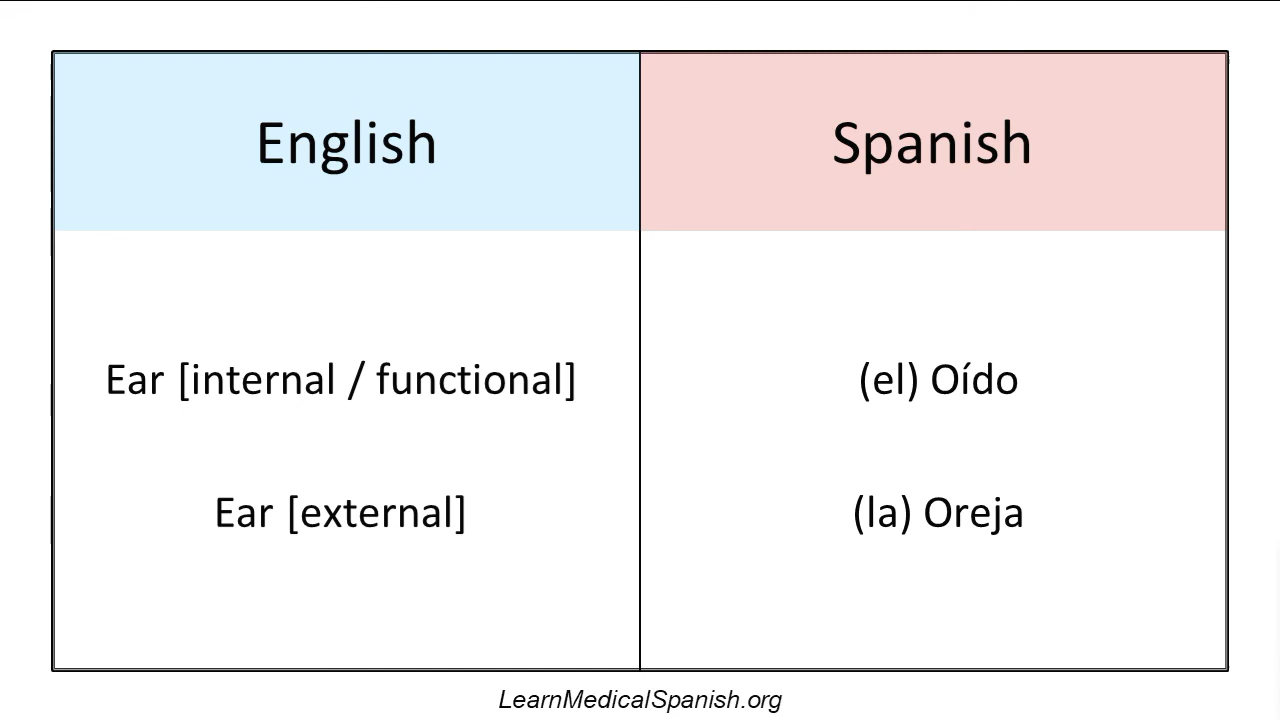 English
Spanish
Ear [internal / functional]
(el) Oído
Ear [external]
(la) Oreja
LearnMedicalSpanish.org